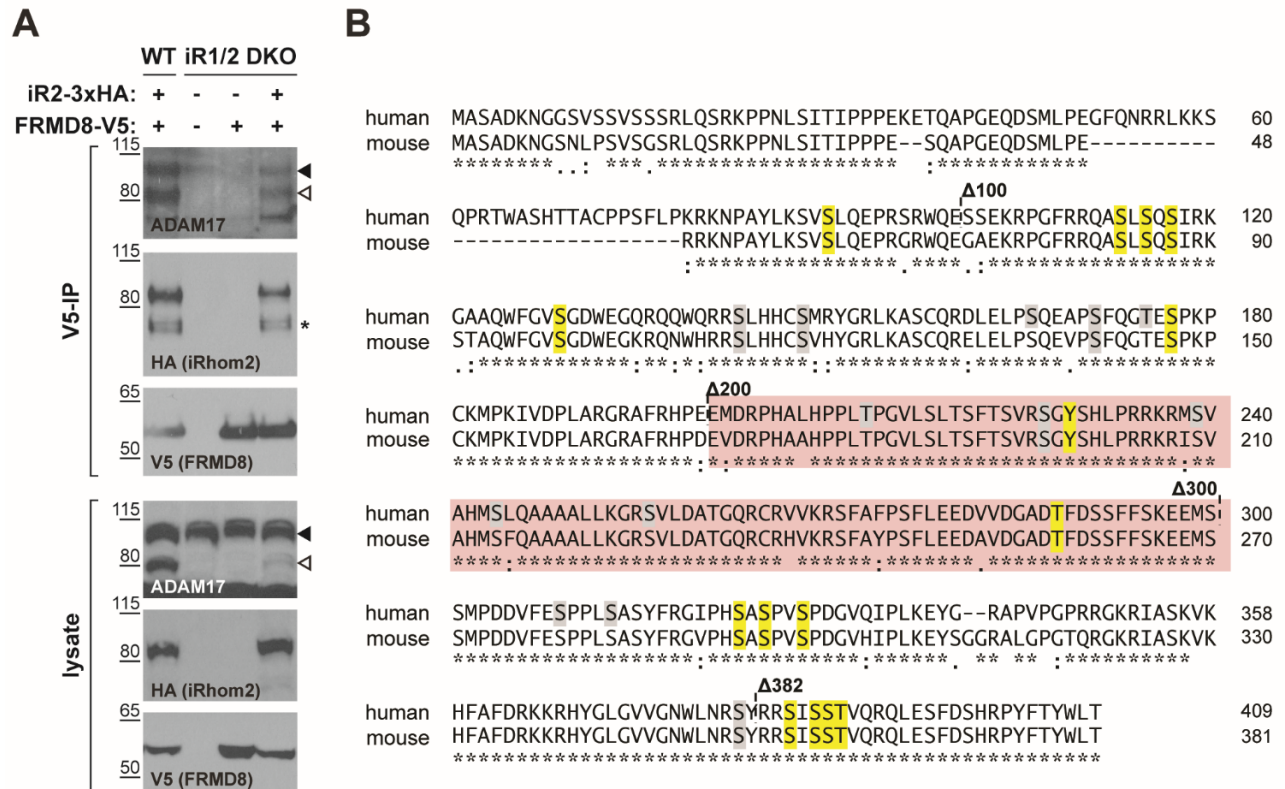 A
WT iR1/2 DKO
iR2-3xHA: + - - +
FRMD8-V5: + - + +
V5-IP
115
80
ADAM17
115
80
HA (iRhom2)
*
65
50
V5 (FRMD8)
lysate
115
80
ADAM17
115
80
HA (iRhom2)
65
50
V5 (FRMD8)
B
human MASADKNGGSVSSVSSSRLQSRKPPNLSITIPPPEKETQAPGEQDSMLPEGFQNRRLKKS 60
mouse MASADKNGSNLPSVSGSRLQSRKPPNLSITIPPPE--SQAPGEQDSMLPE---------- 48
********..: ***.****************** :************
Δ100
human QPRTWASHTTACPPSFLPKRKNPAYLKSVSLQEPRSRWQESSEKRPGFRRQASLSQSIRK 120
mouse ------------------RRKNPAYLKSVSLQEPRGRWQEGAEKRPGFRRQASLSQSIRK 90
:****************.****.:******************
human GAAQWFGVSGDWEGQRQQWQRRSLHHCSMRYGRLKASCQRDLELPSQEAPSFQGTESPKP 180
mouse STAQWFGVSGDWEGKRQNWHRRSLHHCSVHYGRLKASCQRELELPSQEVPSFQGTESPKP 150
.:************:**:*:********::**********:*******.***********
Δ200
human CKMPKIVDPLARGRAFRHPEEMDRPHALHPPLTPGVLSLTSFTSVRSGYSHLPRRKRMSV 240
mouse CKMPKIVDPLARGRAFRHPDEVDRPHAAHPPLTPGVLSLTSFTSVRSGYSHLPRRKRISV 210
*******************:*:***** *****************************:**
Δ300
human AHMSLQAAAALLKGRSVLDATGQRCRVVKRSFAFPSFLEEDVVDGADTFDSSFFSKEEMS 300
mouse AHMSFQAAAALLKGRSVLDATGQRCRHVKRSFAYPSFLEEDAVDGADTFDSSFFSKEEMS 270
****:********************* ******:*******.******************
human SMPDDVFESPPLSASYFRGIPHSASPVSPDGVQIPLKEYG--RAPVPGPRRGKRIASKVK 358
mouse SMPDDVFESPPLSASYFRGVPHSASPVSPDGVHIPLKEYSGGRALGPGTQRGKRIASKVK 330
*******************:************:******. ** ** :**********
Δ382
human HFAFDRKKRHYGLGVVGNWLNRSYRRSISSTVQRQLESFDSHRPYFTYWLT 409
mouse HFAFDRKKRHYGLGVVGNWLNRSYRRSISSTVQRQLESFDSHRPYFTYWLT 381
***************************************************